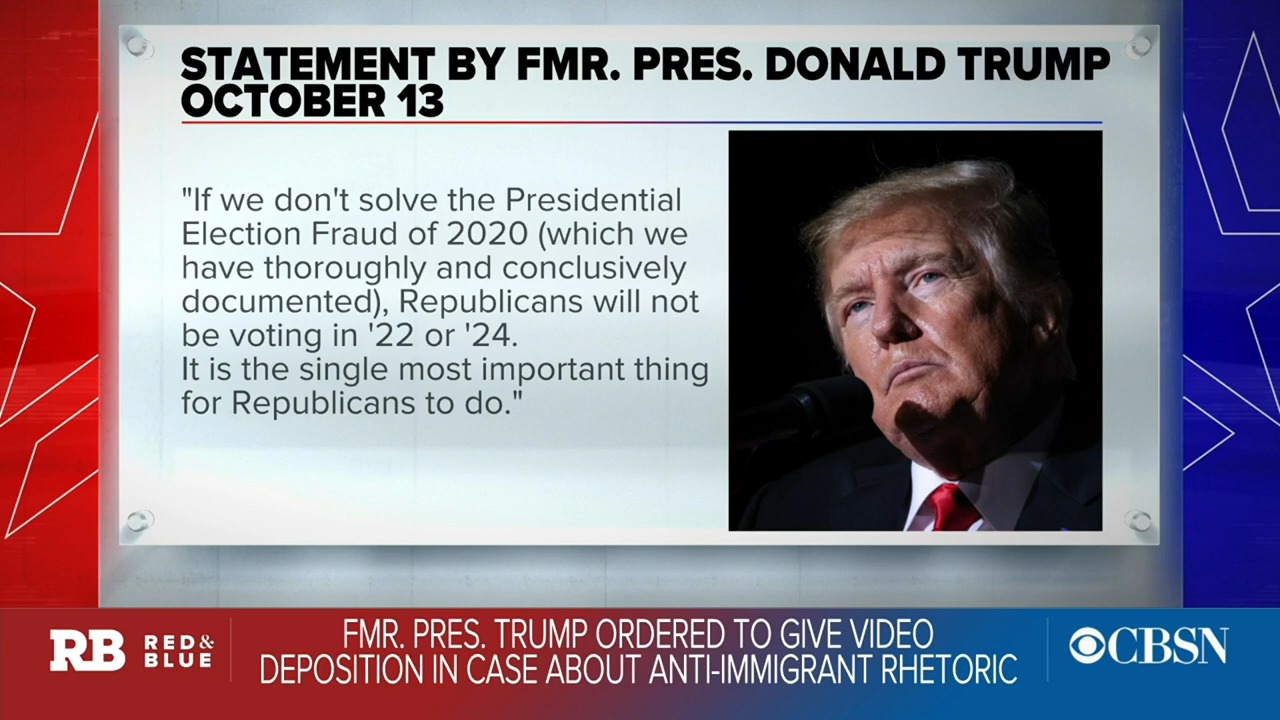 STATEMENT BY FMR. PRES. DONALD TRUMP
OCTOBER 13
"If we don't solve the Presidential
Election Fraud of 2020 (which we
have thoroughly and conclusively
documented), Republicans will not
be voting in '22 or '24.
It is the single most important thing
for Republicans to do."
RB RED &
BLUE
FMR. PRES. TRUMP ORDERED TO GIVE VIDEO
DEPOSITION IN CASE ABOUT ANTI-IMMIGRANT RHETORIC
CBSN